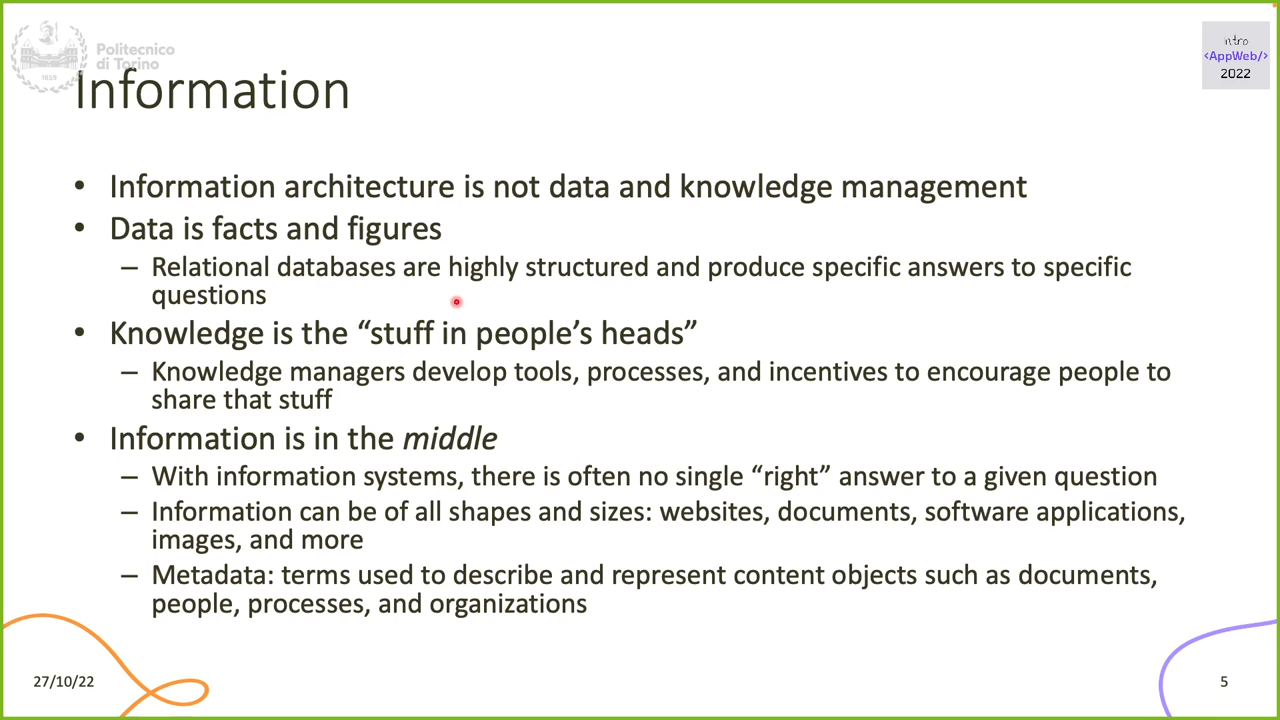 Politecnico
di Torino
1859
intro
<AppWeb/>
2022
Information
• Information architecture is not data and knowledge management
• Data is facts and figures
– Relational databases are highly structured and produce specific answers to specific
questions
• Knowledge is the “stuff in people’s heads”
– Knowledge managers develop tools, processes, and incentives to encourage people to
share that stuff
• Information is in the middle
– With information systems, there is often no single “right” answer to a given question
– Information can be of all shapes and sizes: websites, documents, software applications,
images, and more
– Metadata: terms used to describe and represent content objects such as documents,
people, processes, and organizations
27/10/22
5